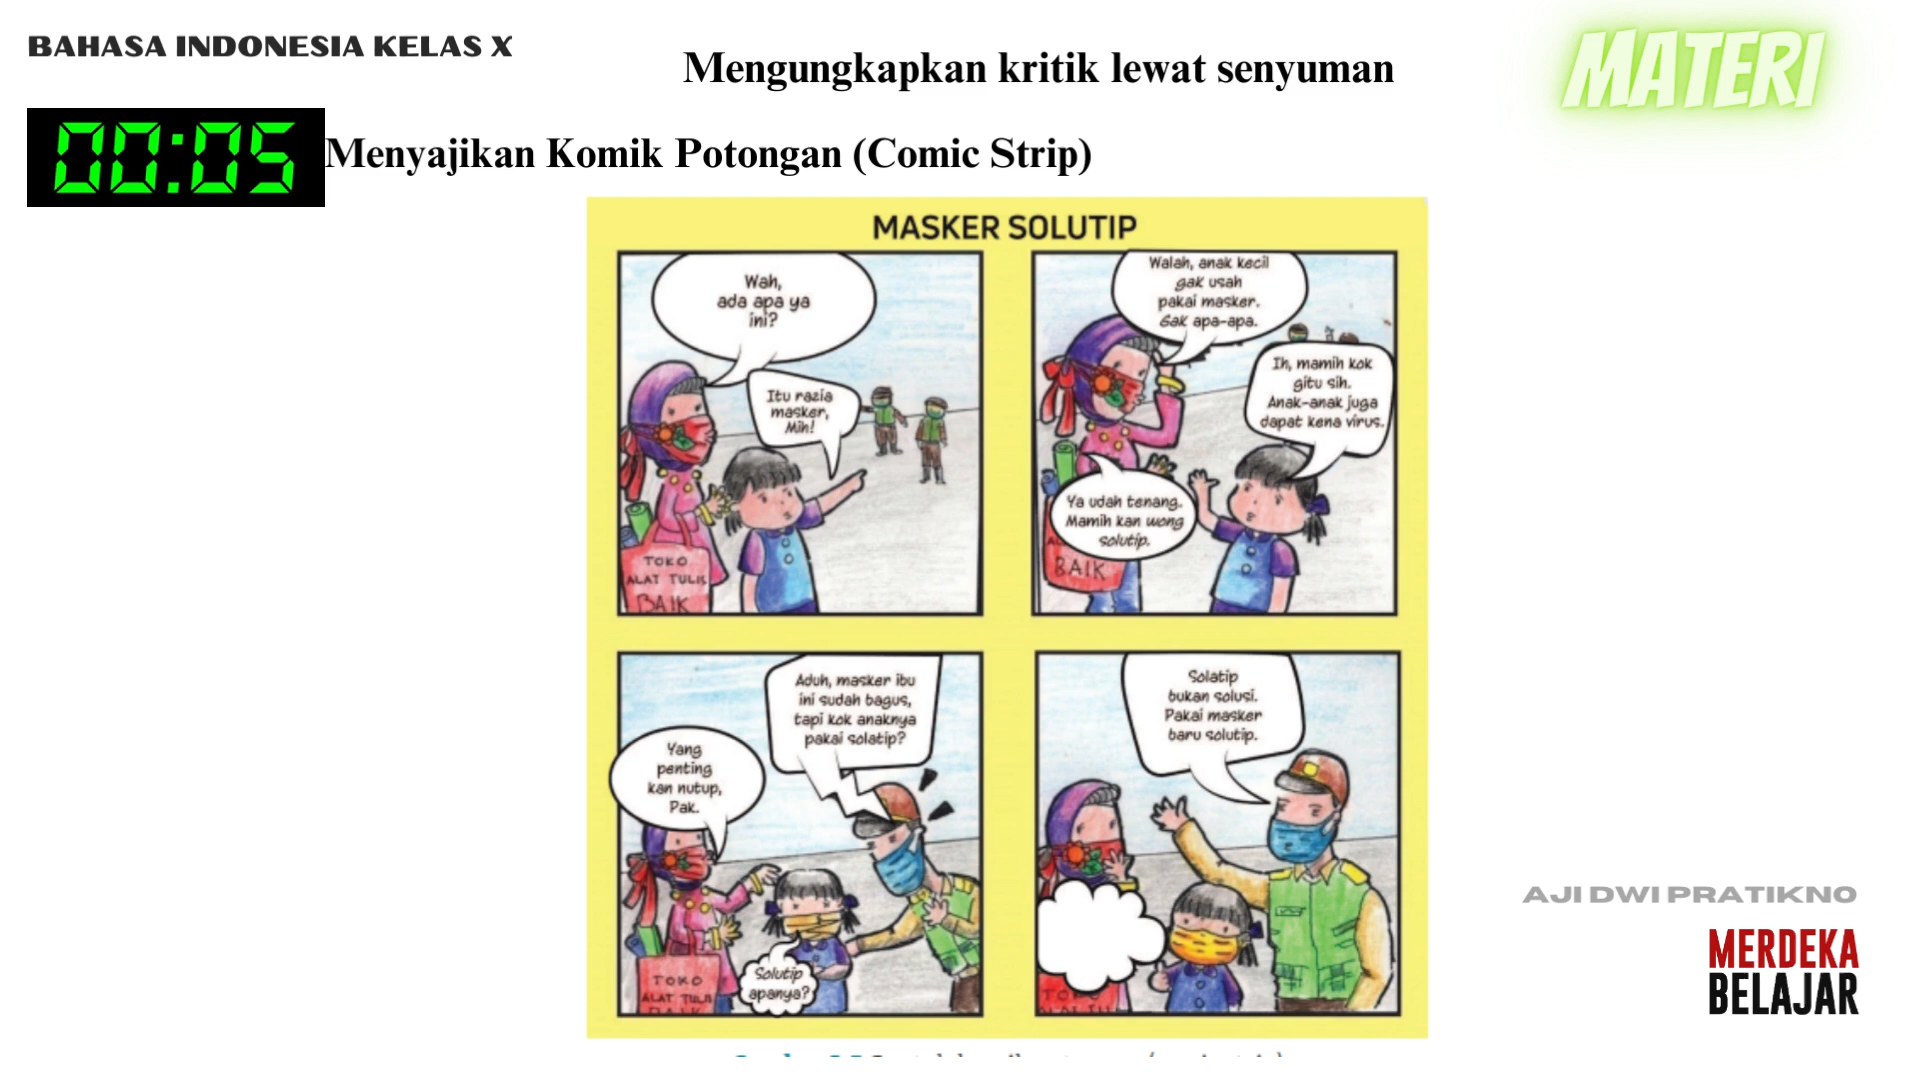 BAHASA INDONESIA KELAS X
Mengungkapkan kritik lewat senyuman
MATERI
00:05
Menyajikan Komik Potongan (Comic Strip)
MASKER SOLUTIP
Wah,
ada apa ya
ini?
Itu razia
masker,
Mih!
TOKO
ALAT TULIS
BAIK
Walah, anak kecil
gak usah
pakai masker.
Gak apa-apa.
Ih, mamih kok
gitu sih.
Anak-anak juga
dapat kena virus.
Ya udah tenang.
Mamih kan wong
solutip.
BAIK
Aduh, masker ibu
ini sudah bagus,
tapi kok anaknya
pakai solatip?
Yang
penting
kan nutup,
Pak.
Solutip
apanya?
TOKO
ALAT TULIS
BAIK
Solatip
bukan solusi.
Pakai masker
baru solutip.
AJI DWI PRATIKNO
MERDEKA
BELAJAR